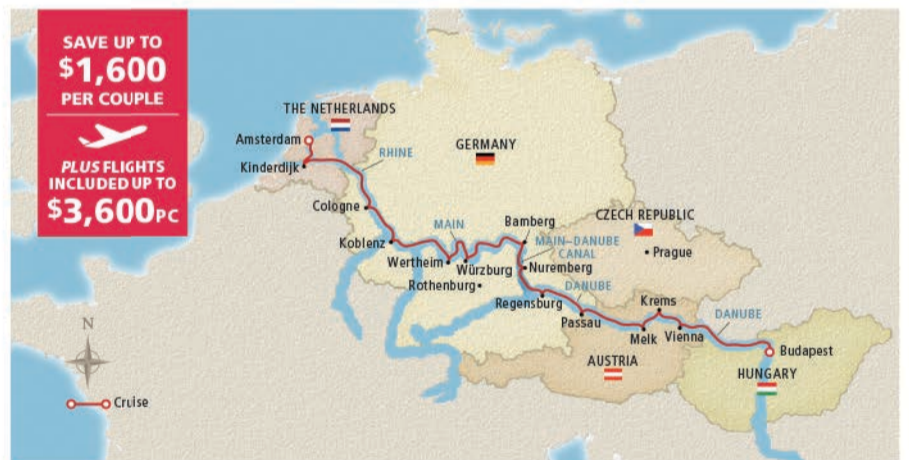 SAVE UP TO
$1,600
PER COUPLE
PLUS FLIGHTS
INCLUDED UP TO
$3,600PC
THE NETHERLANDS
Amsterdam
Kinderdijk
RHINE
GERMANY
Cologne
Koblenz
MAIN
Bamberg
CZECH REPUBLIC
MAIN–DANUBE
CANAL
Prague
Wertheim
Würzburg
Nuremberg
Rothenburg
DANUBE
Regensburg
Krems
Passau
Melk
Vienna
DANUBE
Budapest
AUSTRIA
HUNGARY
N
Cruise